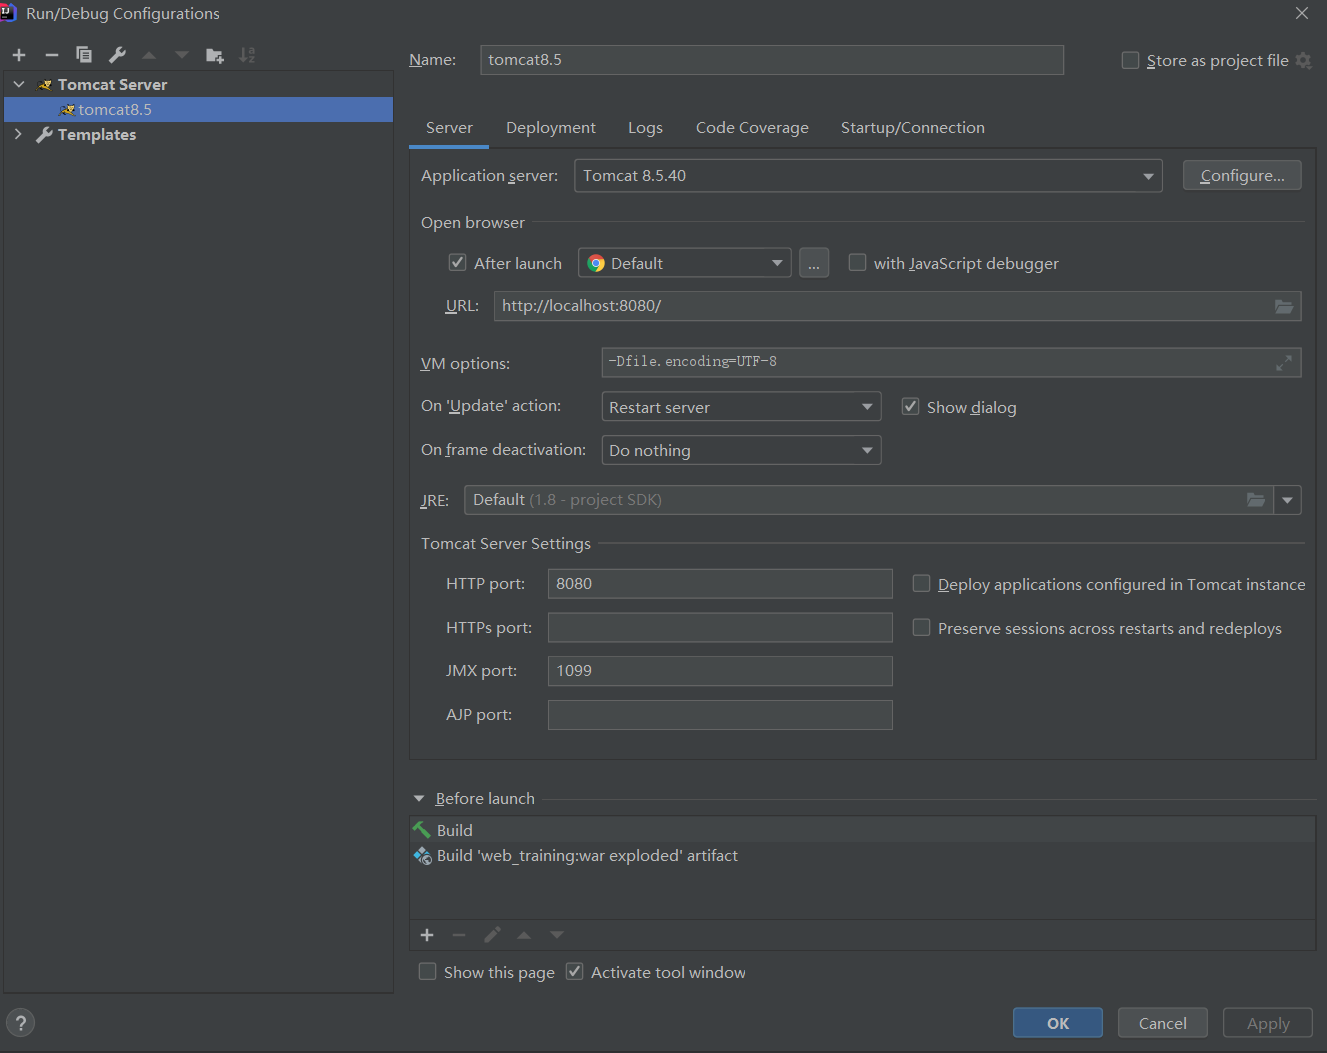 Run/Debug Configurations
Name: tomcat8.5 Store as project file
Tomcat Server
tomcat8.5
Templates
Server Deployment Logs Code Coverage Startup/Connection
Application server: Tomcat 8.5.40 Configure...
Open browser
After launch Default ... with JavaScript debugger
URL: http://localhost:8080/
VM options: -Dfile.encoding=UTF-8
On 'Update' action: Restart server Show dialog
On frame deactivation: Do nothing
JRE: Default (1.8 - project SDK)
Tomcat Server Settings
HTTP port: 8080 Deploy applications configured in Tomcat instance
HTTPs port: Preserve sessions across restarts and redeploys
JMX port: 1099
AJP port:
Before launch
Build
Build 'web_training:war exploded' artifact
Show this page Activate tool window
? OK Cancel Apply